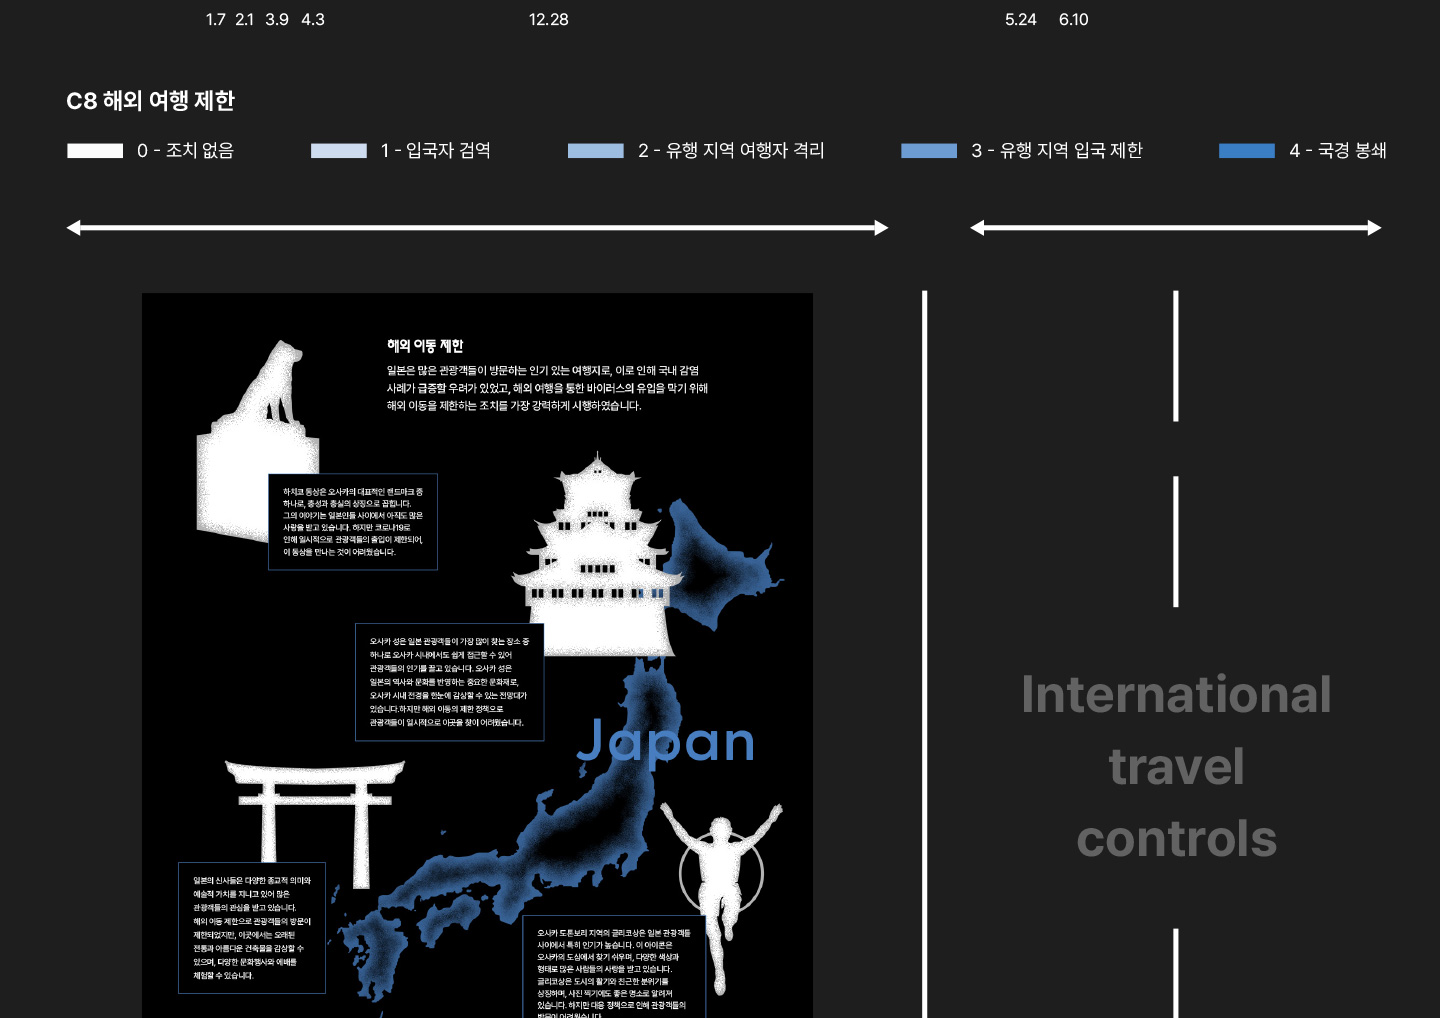 1.7 2.1 3.9 4.3 12.28 5.24 6.10
C8 해외 여행 제한
0 - 조치 없음
1 - 입국자 검역
2 - 유행 지역 여행자 격리
3 - 유행 지역 입국 제한
4 - 국경 봉쇄
해외 이동 제한
일본은 많은 관광객들이 방문하는 인기 있는 여행지로, 이로 인해 국내 감염
사례가 급증할 우려가 있었고, 해외 여행을 통한 바이러스의 유입을 막기 위해
해외 이동을 제한하는 조치를 가장 강력하게 시행하였습니다.
하치코 동상은 오사카의 대표적인 랜드마크 중
하나로, 충성과 충실의 상징으로 꼽힙니다.
그의 이야기는 일본인들 사이에서 아직도 많은
사랑을 받고 있습니다. 하지만 코로나19로
인해 일시적으로 관광객들의 출입이 제한되어,
이 동상을 만나는 것이 어려웠습니다.
오사카 성은 일본 관광객들이 가장 많이 찾는 장소 중
하나로 오사카 시내에서도 쉽게 접근할 수 있어
관광객들의 인기를 끌고 있습니다. 오사카 성은
일본의 역사와 문화를 반영하는 중요한 문화재로,
오사카 시내 전경을 한눈에 감상할 수 있는 전망대가
있습니다.하지만 해외 이동의 제한 정책으로
관광객들이 일시적으로 이곳을 찾이 어려웠습니다.
Japan
International
travel
controls
일본의 신사들은 다양한 종교적 의미와
예술적 가치를 지니고 있어 많은
관광객들의 관심을 받고 있습니다.
해외 이동 제한으로 관광객들의 방문이
제한되었지만, 이곳에서는 오래된
전통과 아름다운 건축물을 감상할 수
있으며, 다양한 문화행사와 예배를
체험할 수 있습니다.
오사카 도톤보리 지역의 글리코상은 일본 관광객들
사이에서 특히 인기가 높습니다. 이 아이콘은
오사카의 도심에서 찾기 쉬우며, 다양한 색상과
형태로 많은 사람들의 사랑을 받고 있습니다.
글리코상은 도시의 활기와 친근한 분위기를
상징하며, 사진 찍기에도 좋은 명소로 알려져
있습니다. 하지만 대응 정책으로 인해 관광객들의
방문이 어려웠습니다.